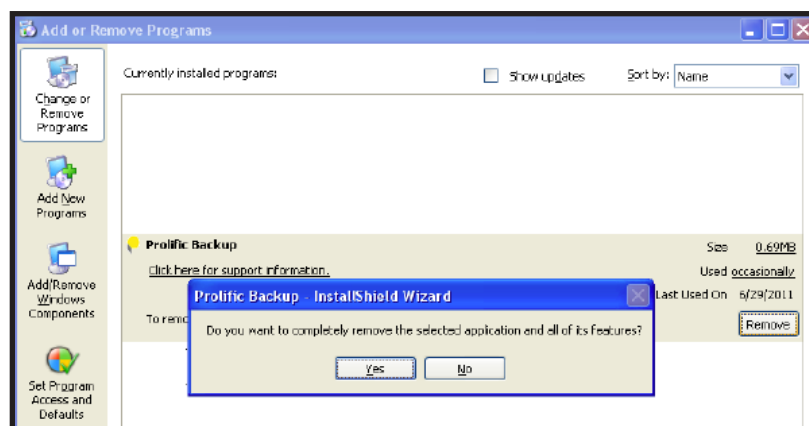 Add or Remove Programs
Currently installed programs:
Show updates
Sort by: Name
Change or
Remove
Programs
Add New
Programs
Add/Remove
Windows
Components
Set Program
Access and
Defaults
Prolific Backup
Size 0.69MB
Click here for support information.
Used occasionally
Last Used On 6/29/2011
To remo
Remove
Prolific Backup - InstallShield Wizard
Do you want to completely remove the selected application and all of its features?
Yes
No